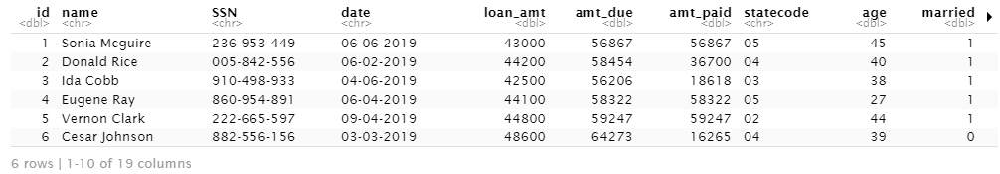 id name SSN date loan_amt amt_due amt_paid statecode age married
<dbl> <chr> <chr> <chr> <dbl> <dbl> <dbl> <chr> <dbl> <dbl>
1 Sonia Mcguire 236-953-449 06-06-2019 43000 56867 56867 05 45 1
2 Donald Rice 005-842-556 06-02-2019 44200 58454 36700 04 40 1
3 Ida Cobb 910-498-933 04-06-2019 42500 56206 18618 03 38 1
4 Eugene Ray 860-954-891 06-04-2019 44100 58322 58322 05 27 1
5 Vernon Clark 222-665-597 09-04-2019 44800 59247 59247 02 44 1
6 Cesar Johnson 882-556-156 03-03-2019 48600 64273 16265 04 39 0
6 rows | 1-10 of 19 columns